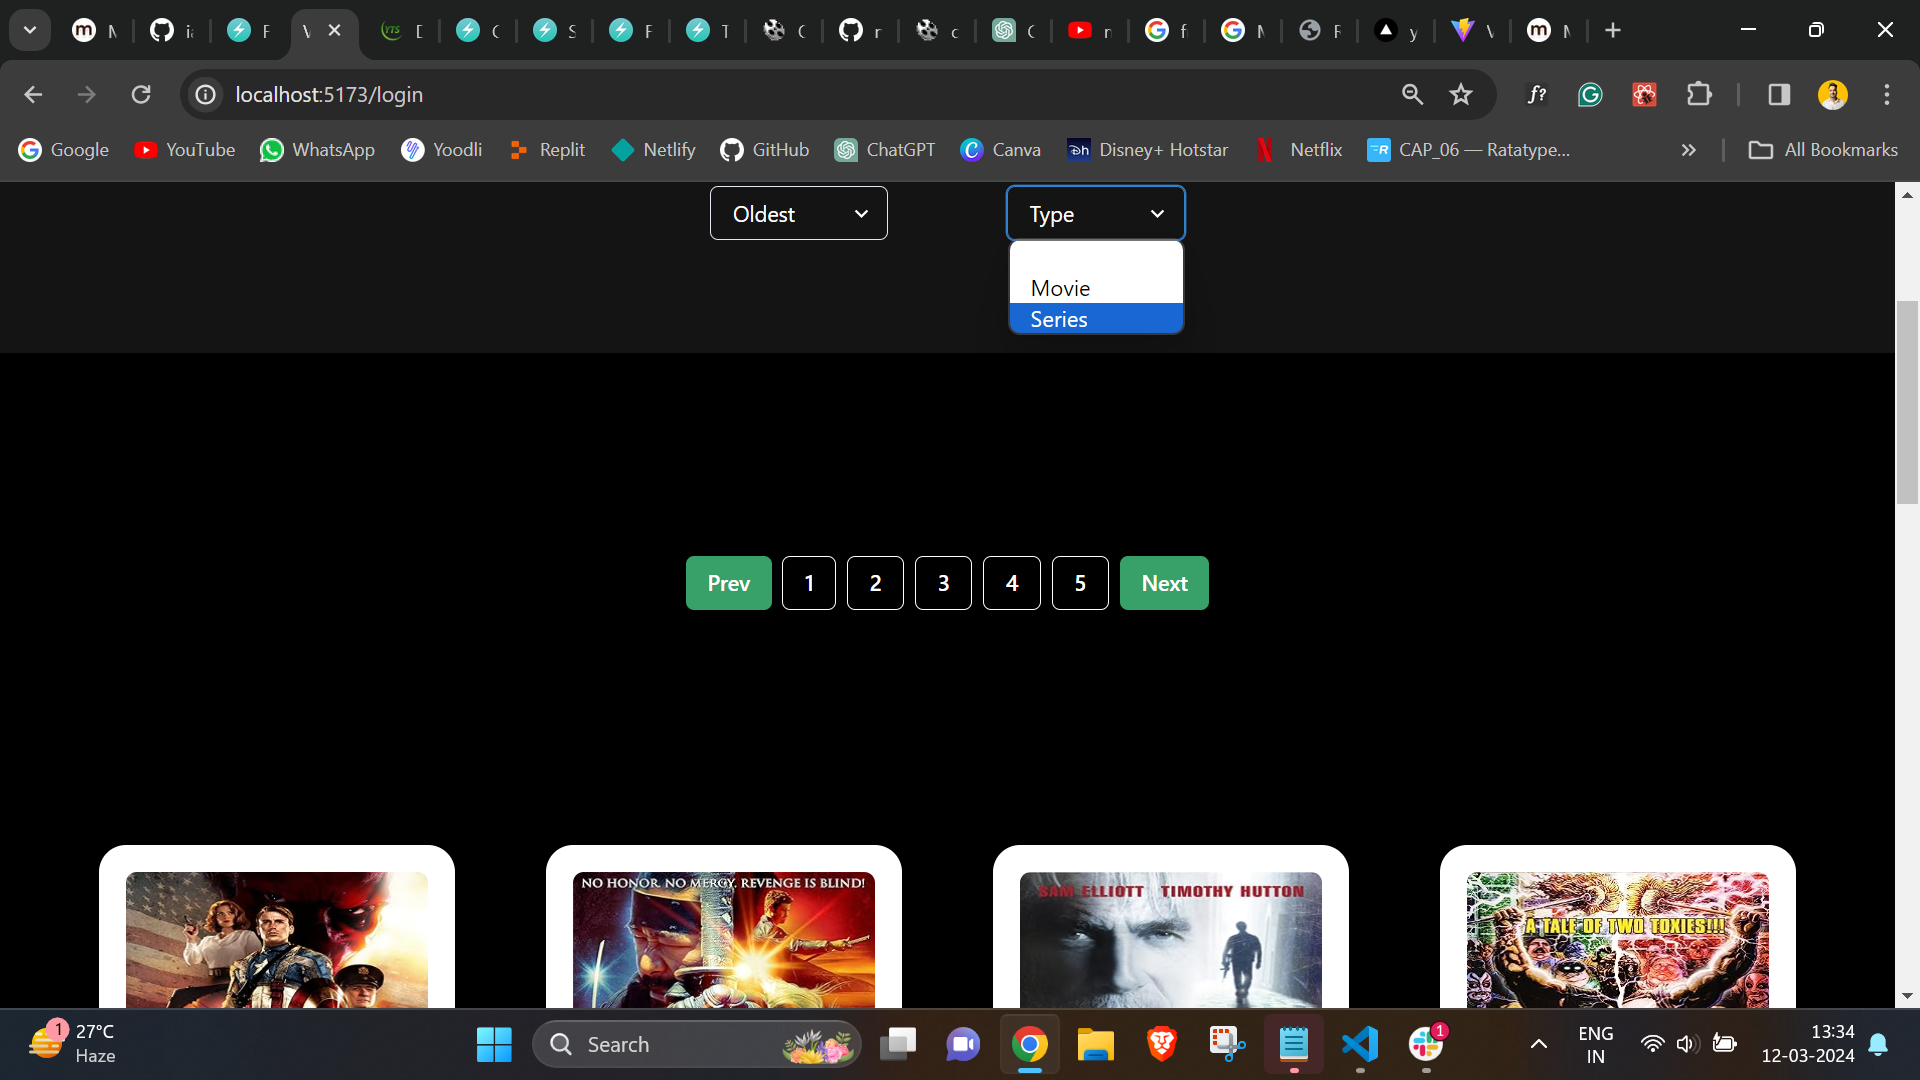 localhost:5173/login
Google YouTube WhatsApp Yoodli Replit Netlify GitHub ChatGPT Canva Disney+ Hotstar Netflix CAP_06 — Ratatype... » All Bookmarks
Oldest Type
Movie
Series
Prev 1 2 3 4 5 Next
NO HONOR. NO MERCY. REVENGE IS BLIND!
SAM ELLIOTT TIMOTHY HUTTON
A TALE OF TWO TOXIES!!!
1 27°C
Haze
Search
1
ENG
IN
13:34
12-03-2024